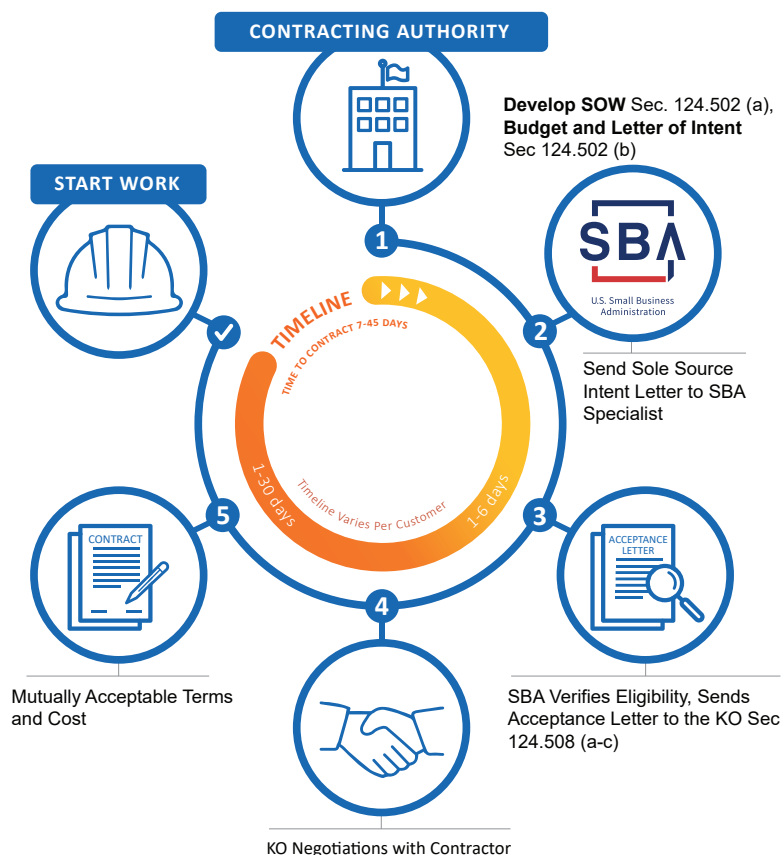 CONTRACTING AUTHORITY
Develop SOW Sec. 124.502 (a),
Budget and Letter of Intent
Sec 124.502 (b)
START WORK
1
SBA
U.S. Small Business
Administration
2
Send Sole Source
Intent Letter to SBA
Specialist
TIMELINE
TIME TO CONTRACT 7-45 DAYS
Timeline Varies Per Customer
1-6 days
1-30 days
3
ACCEPTANCE
LETTER
SBA Verifies Eligibility, Sends
Acceptance Letter to the KO Sec
124.508 (a-c)
4
KO Negotiations with Contractor
5
CONTRACT
Mutually Acceptable Terms
and Cost